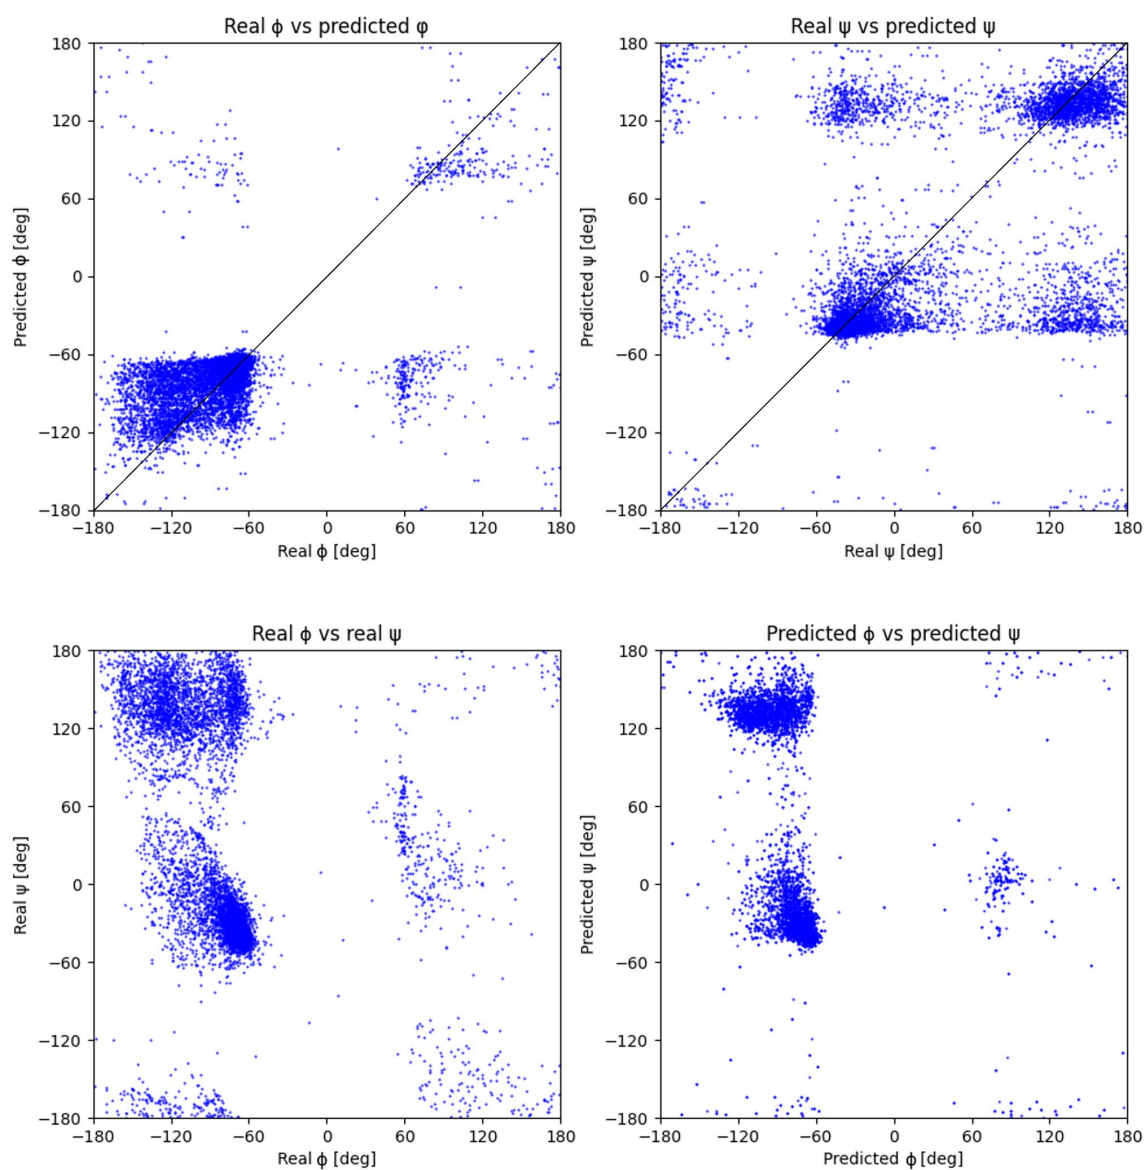 Real ϕ vs predicted φ
180
120
60
0
−60
−120
−180
Predicted ϕ [deg]
−180 −120 −60 0 60 120 180
Real ϕ [deg]
Real ψ vs predicted ψ
180
120
60
0
−60
−120
−180
Predicted ψ [deg]
−180 −120 −60 0 60 120 180
Real ψ [deg]
Real ϕ vs real ψ
180
120
60
0
−60
−120
−180
Real ψ [deg]
−180 −120 −60 0 60 120 180
Real ϕ [deg]
Predicted ϕ vs predicted ψ
180
120
60
0
−60
−120
−180
Predicted ψ [deg]
−180 −120 −60 0 60 120 180
Predicted ϕ [deg]